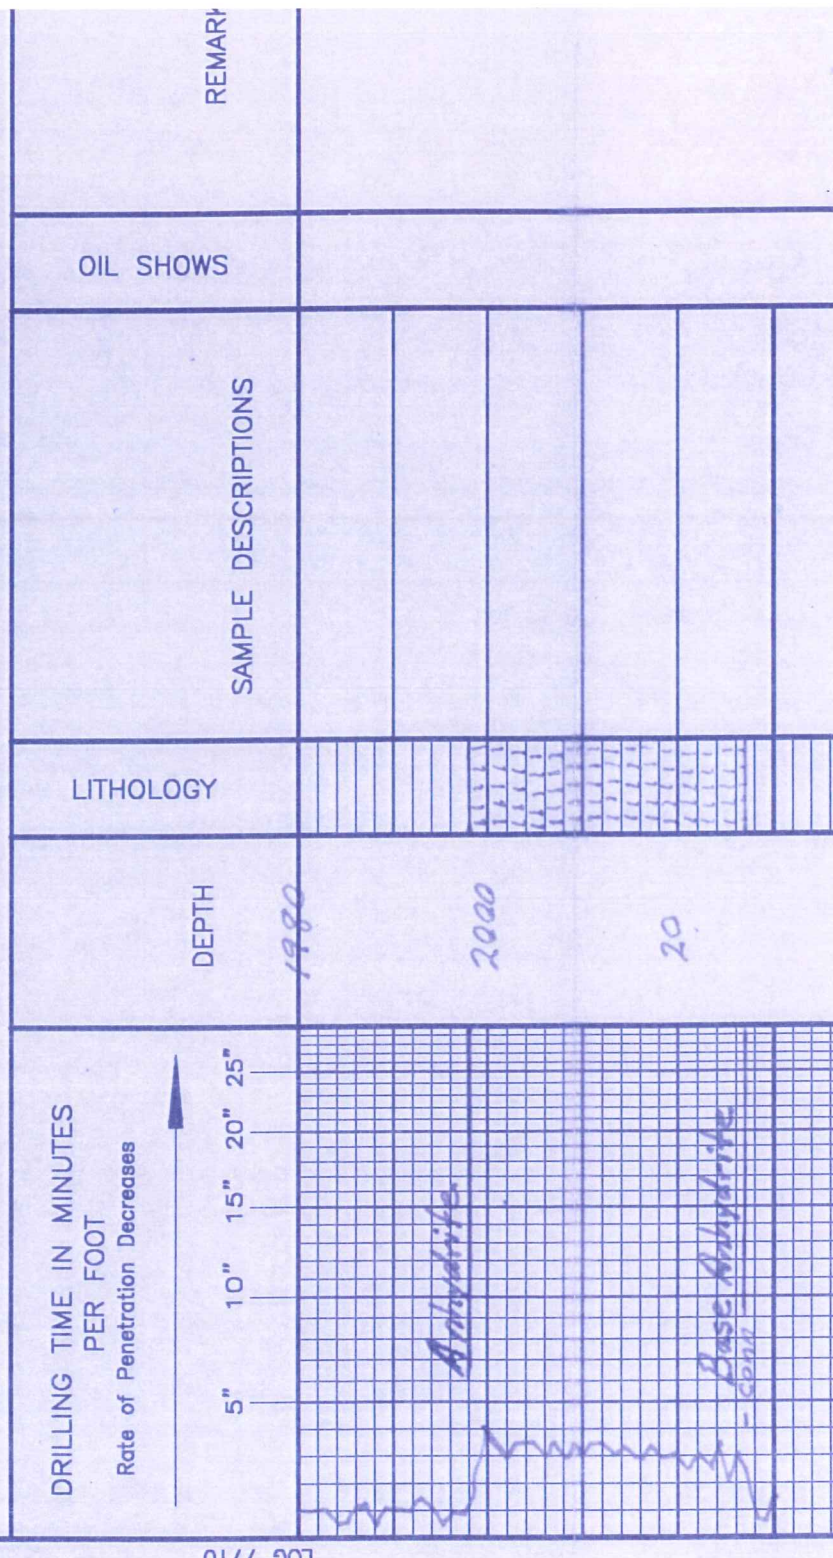 DRILLING TIME IN MINUTES
PER FOOT
Rate of Penetration Decreases
5" 10" 15" 20" 25"
DEPTH
LITHOLOGY
SAMPLE DESCRIPTIONS
OIL SHOWS
1980
Anhydrite
2000
20
Base Anhydrite